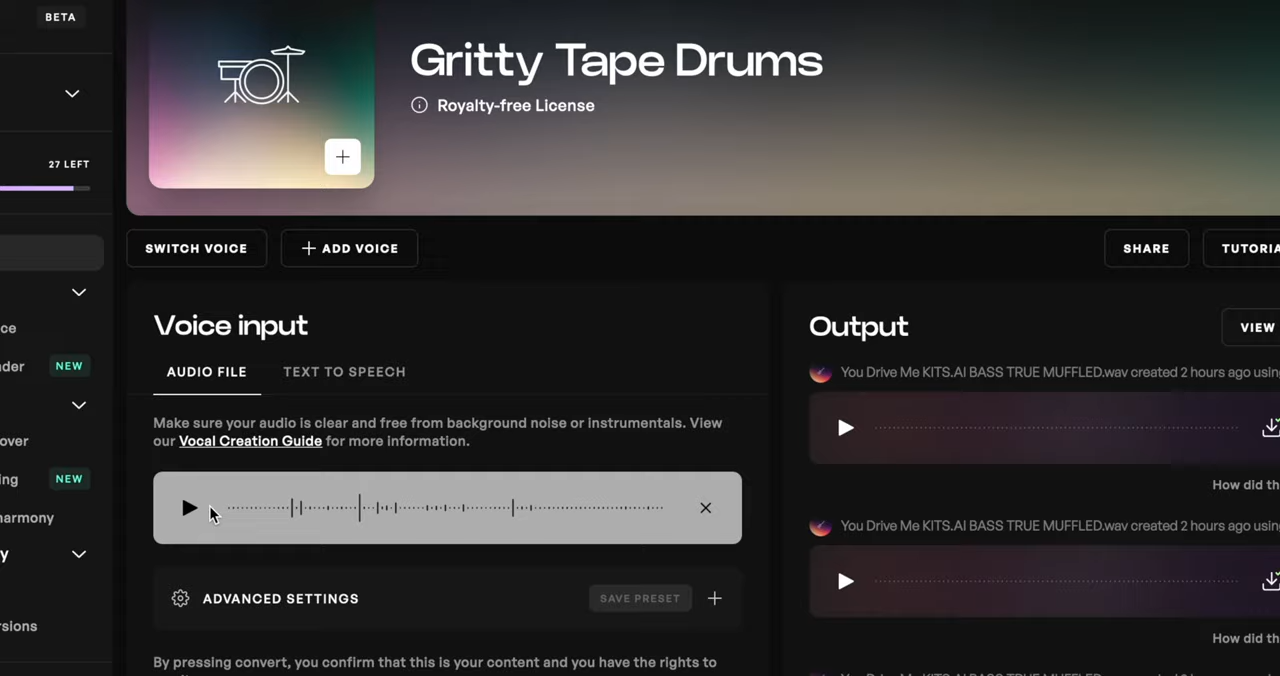 BETA
27 LEFT
ce
der NEW
over
ng NEW
harmony
y
rsions
Gritty Tape Drums
Royalty-free License
SWITCH VOICE
ADD VOICE
SHARE
TUTORIA
Voice input
AUDIO FILE
TEXT TO SPEECH
Make sure your audio is clear and free from background noise or instrumentals. View
our Vocal Creation Guide for more information.
ADVANCED SETTINGS
SAVE PRESET
By pressing convert, you confirm that this is your content and you have the rights to
Output
VIEW
You Drive Me KITS.AI BASS TRUE MUFFLED.wav created 2 hours ago using
How did th
You Drive Me KITS.AI BASS TRUE MUFFLED.wav created 2 hours ago using
How did th